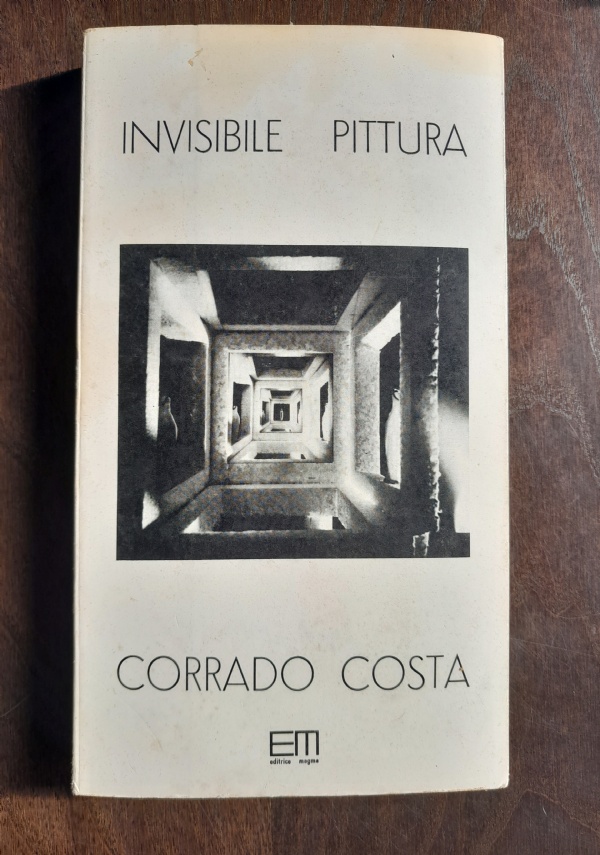 INVISIBILE PITTURA
CORRADO COSTA
EM
editrice magma